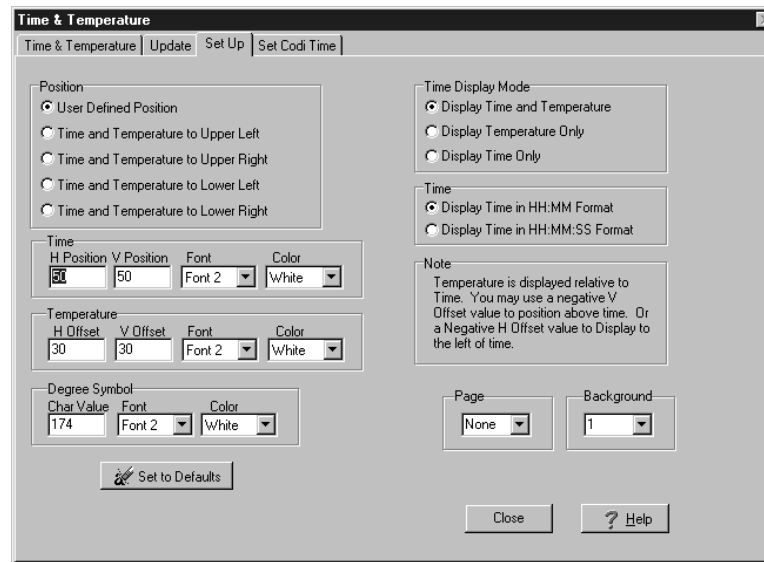 Time & Temperature
Time & Temperature Update Set Up Set Codi Time
Position
User Defined Position
Time and Temperature to Upper Left
Time and Temperature to Upper Right
Time and Temperature to Lower Left
Time and Temperature to Lower Right
Time
H Position V Position Font Color
50 50 Font 2 White
Temperature
H Offset V Offset Font Color
30 30 Font 2 White
Degree Symbol
Char Value Font Color
174 Font 2 White
Set to Defaults
Time Display Mode
Display Time and Temperature
Display Temperature Only
Display Time Only
Time
Display Time in HH:MM Format
Display Time in HH:MM:SS Format
Note
Temperature is displayed relative to
Time. You may use a negative V
Offset value to position above time. Or
a Negative H Offset value to Display to
the left of time.
Page Background
None 1
Close ? Help